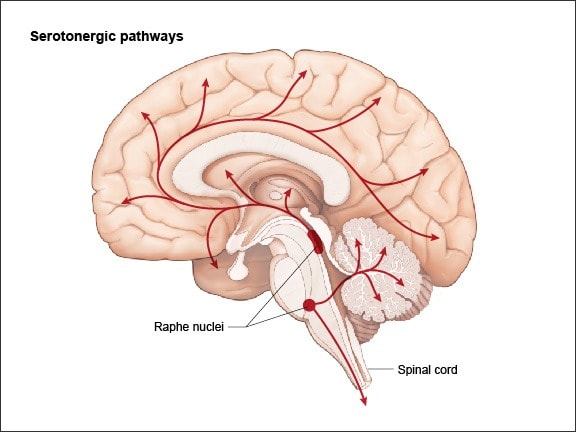 Serotonergic pathways
Raphe nuclei
Spinal cord